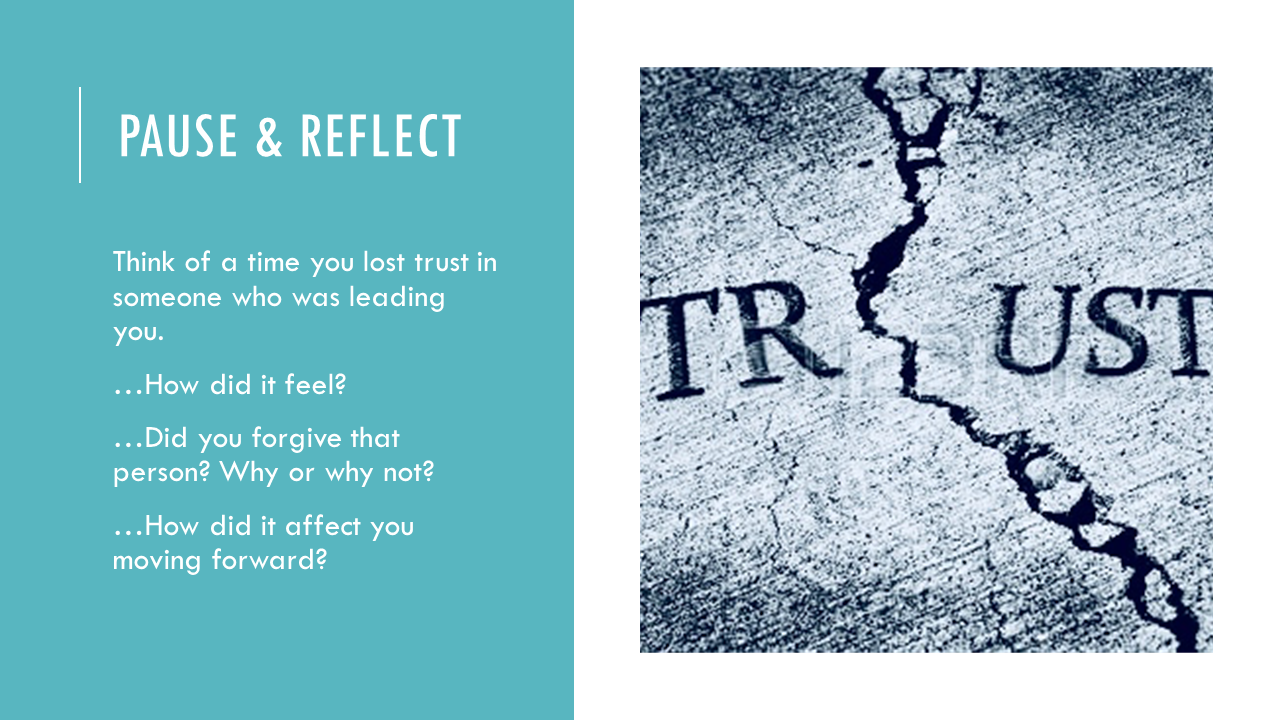 PAUSE & REFLECT
Think of a time you lost trust in
someone who was leading
you.
…How did it feel?
…Did you forgive that
person? Why or why not?
…How did it affect you
moving forward?
TR UST